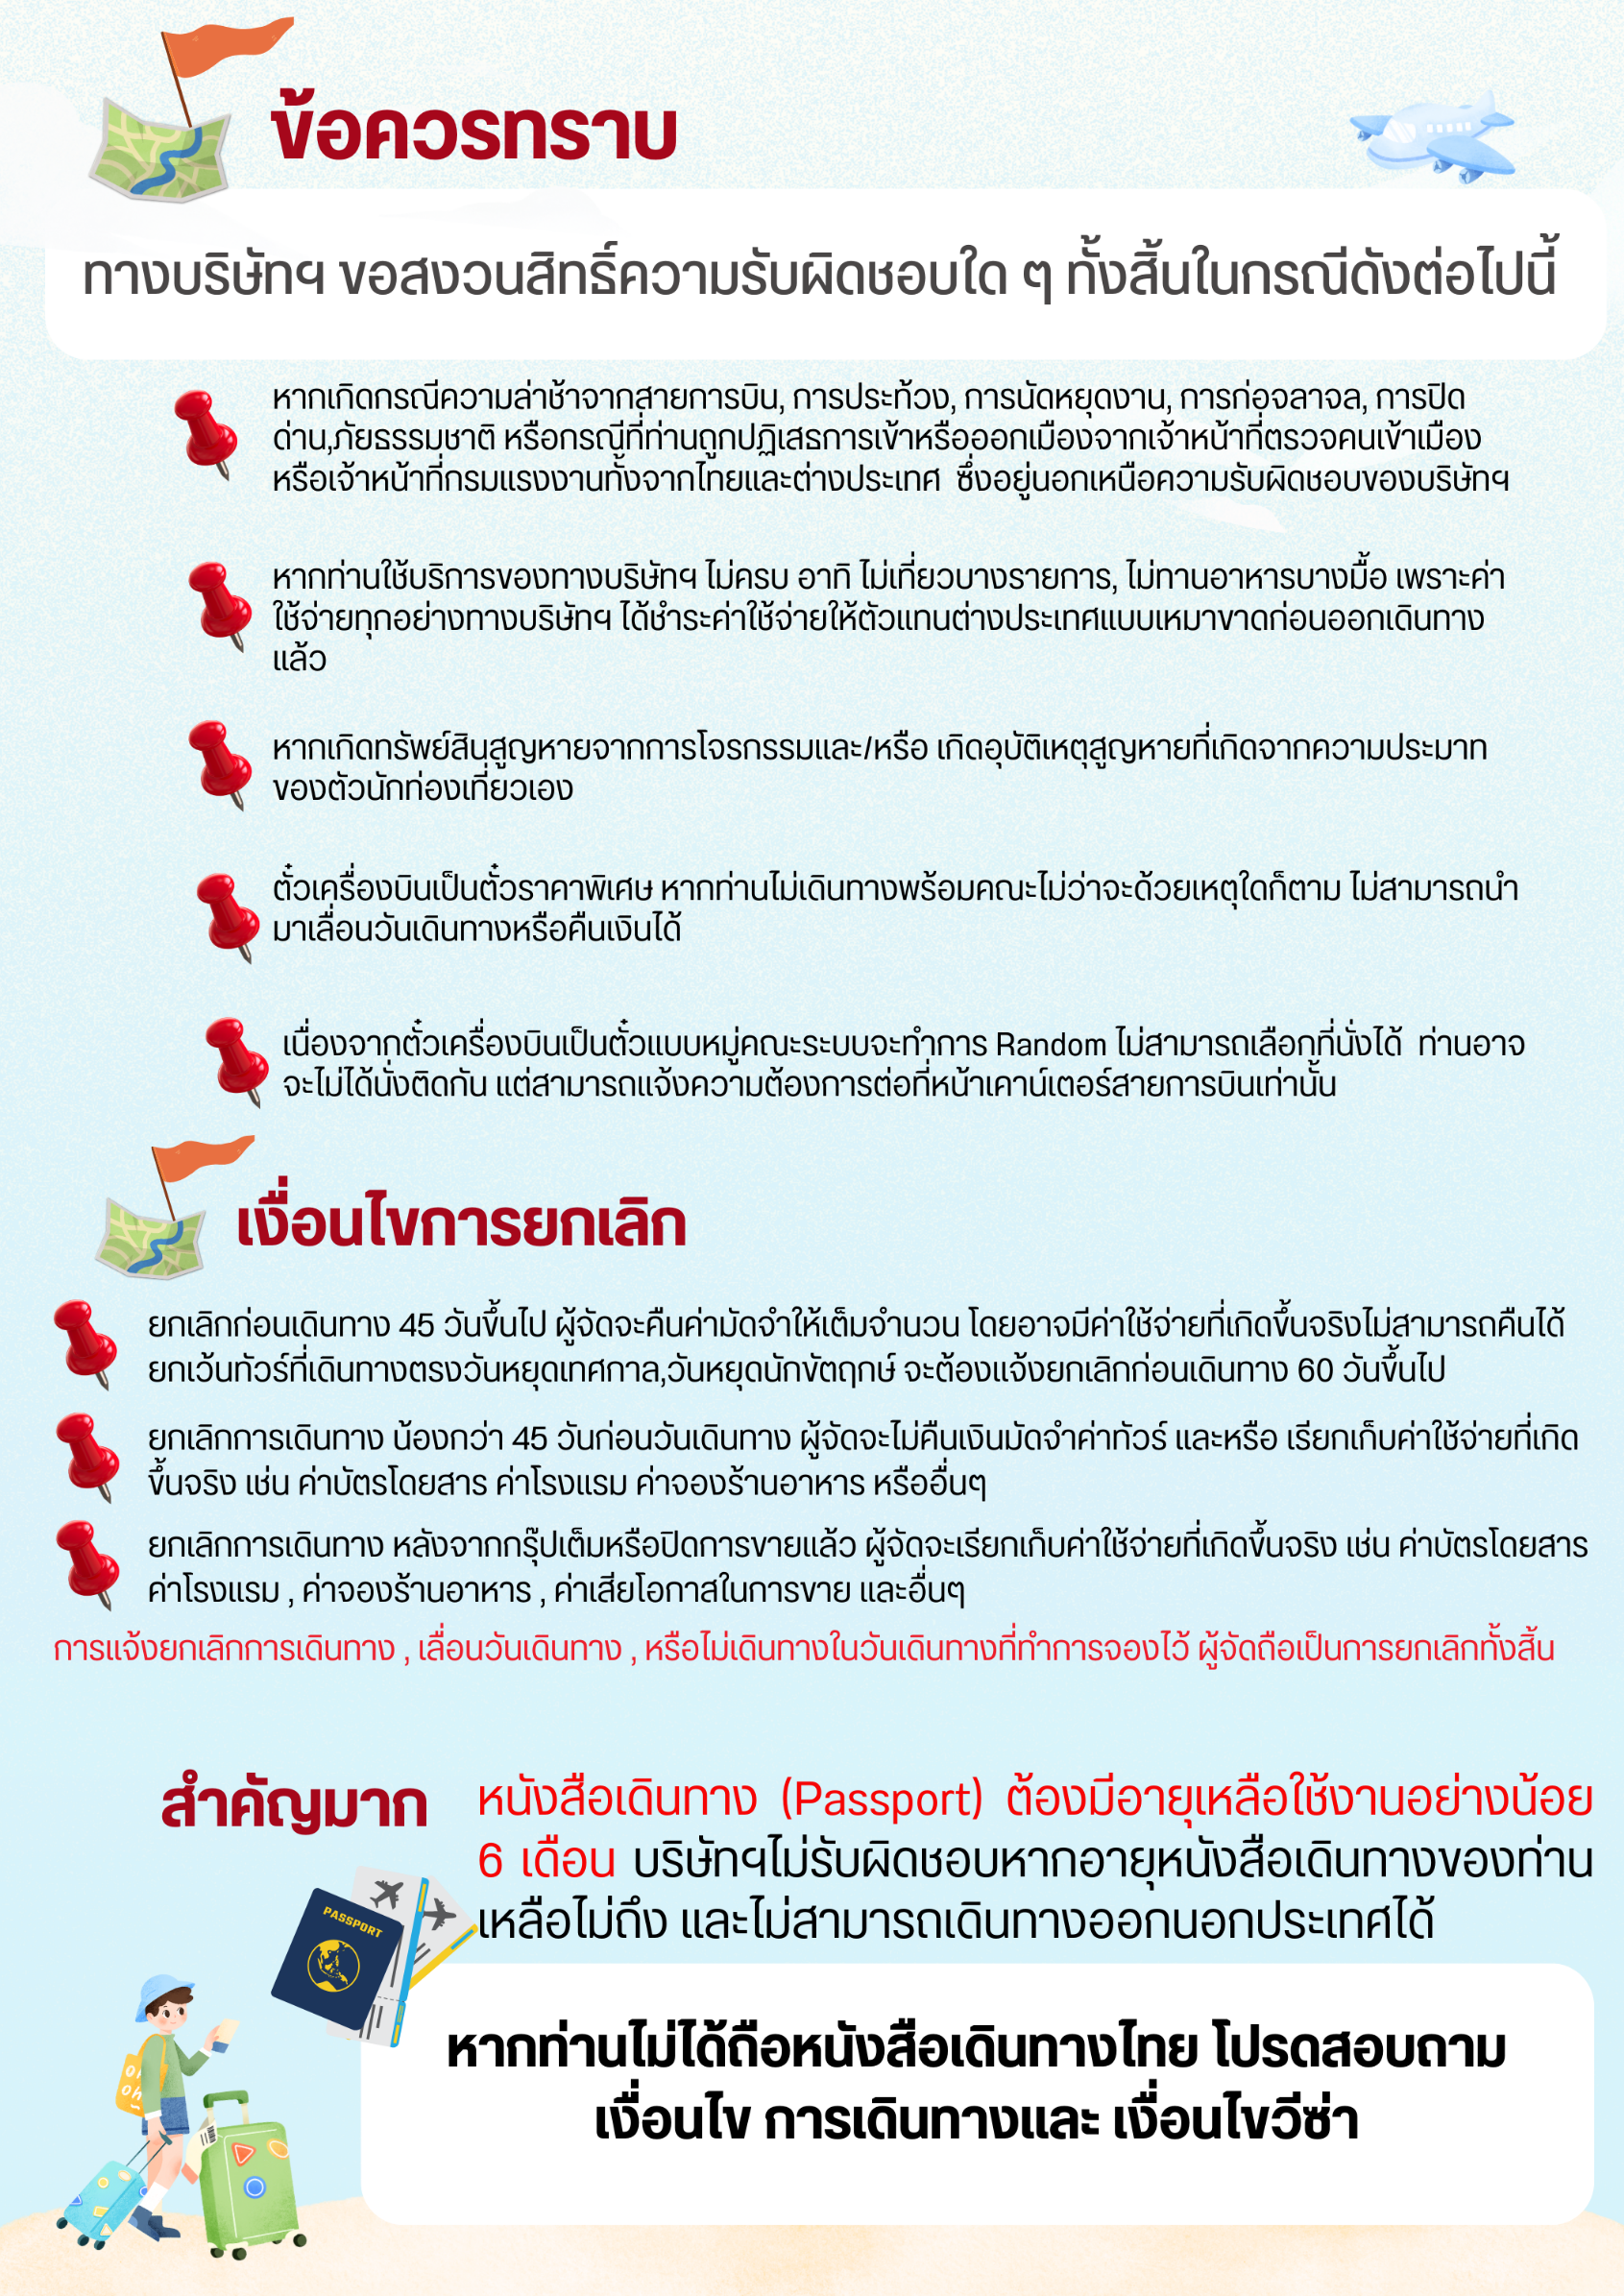 ข้อควรทราบ
ทางบริษัทฯ ขอสงวนสิทธิ์ความรับผิดชอบใด ๆ ทั้งสิ้นในกรณีดังต่อไปนี้
หากเกิดกรณีความล่าช้าจากสายการบิน, การประท้วง, การนัดหยุดงาน, การก่อจลาจล, การปิด
ด่าน,ภัยธรรมชาติ หรือกรณีที่ท่านถูกปฏิเสธการเข้าหรือออกเมืองจากเจ้าหน้าที่ตรวจคนเข้าเมือง
หรือเจ้าหน้าที่กรมแรงงานทั้งจากไทยและต่างประเทศ ซึ่งอยู่นอกเหนือความรับผิดชอบของบริษัทฯ
หากท่านใช้บริการของทางบริษัทฯ ไม่ครบ อาทิ ไม่เที่ยวบางรายการ, ไม่ทานอาหารบางมื้อ เพราะค่า
ใช้จ่ายทุกอย่างทางบริษัทฯ ได้ชำระค่าใช้จ่ายให้ตัวแทนต่างประเทศแบบเหมาขาดก่อนออกเดินทาง
แล้ว
หากเกิดทรัพย์สินสูญหายจากการโจรกรรมและ/หรือ เกิดอุบัติเหตุสูญหายที่เกิดจากความประมาท
ของตัวนักท่องเที่ยวเอง
ตั๋วเครื่องบินเป็นตั๋วราคาพิเศษ หากท่านไม่เดินทางพร้อมคณะไม่ว่าจะด้วยเหตุใดก็ตาม ไม่สามารถนำ
มาเลื่อนวันเดินทางหรือคืนเงินได้
เนื่องจากตั๋วเครื่องบินเป็นตั๋วแบบหมู่คณะระบบจะทำการ Random ไม่สามารถเลือกที่นั่งได้ ท่านอาจ
จะไม่ได้นั่งติดกัน แต่สามารถแจ้งความต้องการต่อที่หน้าเคาน์เตอร์สายการบินเท่านั้น
เงื่อนไขการยกเลิก
ยกเลิกก่อนเดินทาง 45 วันขึ้นไป ผู้จัดจะคืนค่ามัดจำให้เต็มจำนวน โดยอาจมีค่าใช้จ่ายที่เกิดขึ้นจริงไม่สามารถคืนได้
ยกเว้นทัวร์ที่เดินทางตรงวันหยุดเทศกาล,วันหยุดนักขัตฤกษ์ จะต้องแจ้งยกเลิกก่อนเดินทาง 60 วันขึ้นไป
ยกเลิกการเดินทาง น้องกว่า 45 วันก่อนวันเดินทาง ผู้จัดจะไม่คืนเงินมัดจำค่าทัวร์ และหรือ เรียกเก็บค่าใช้จ่ายที่เกิด
ขึ้นจริง เช่น ค่าบัตรโดยสาร ค่าโรงแรม ค่าจองร้านอาหาร หรืออื่นๆ
ยกเลิกการเดินทาง หลังจากกรุ๊ปเต็มหรือปิดการขายแล้ว ผู้จัดจะเรียกเก็บค่าใช้จ่ายที่เกิดขึ้นจริง เช่น ค่าบัตรโดยสาร
ค่าโรงแรม , ค่าจองร้านอาหาร , ค่าเสียโอกาสในการขาย และอื่นๆ
การแจ้งยกเลิกการเดินทาง , เลื่อนวันเดินทาง , หรือไม่เดินทางในวันเดินทางที่ทำการจองไว้ ผู้จัดถือเป็นการยกเลิกทั้งสิ้น
สำคัญมาก
หนังสือเดินทาง (Passport) ต้องมีอายุเหลือใช้งานอย่างน้อย
6 เดือน บริษัทฯไม่รับผิดชอบหากอายุหนังสือเดินทางของท่าน
เหลือไม่ถึง และไม่สามารถเดินทางออกนอกประเทศได้
PASSPORT
หากท่านไม่ได้ถือหนังสือเดินทางไทย โปรดสอบถาม
เงื่อนไข การเดินทางและ เงื่อนไขวีซ่า